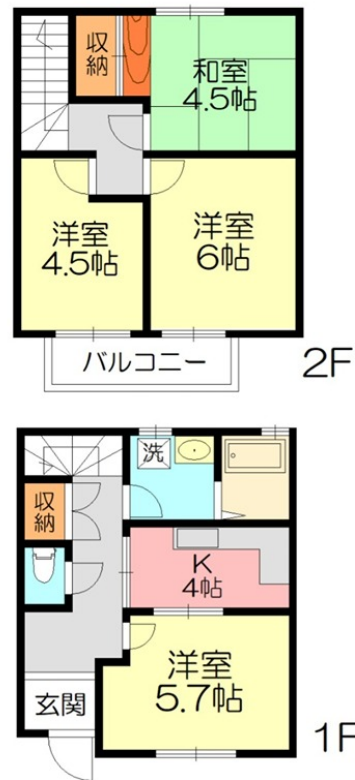 収
納
和室
4.5帖
洋室
4.5帖
洋室
6帖
バルコニー
2F
洗
収
納
K
4帖
洋室
5.7帖
玄関
1F